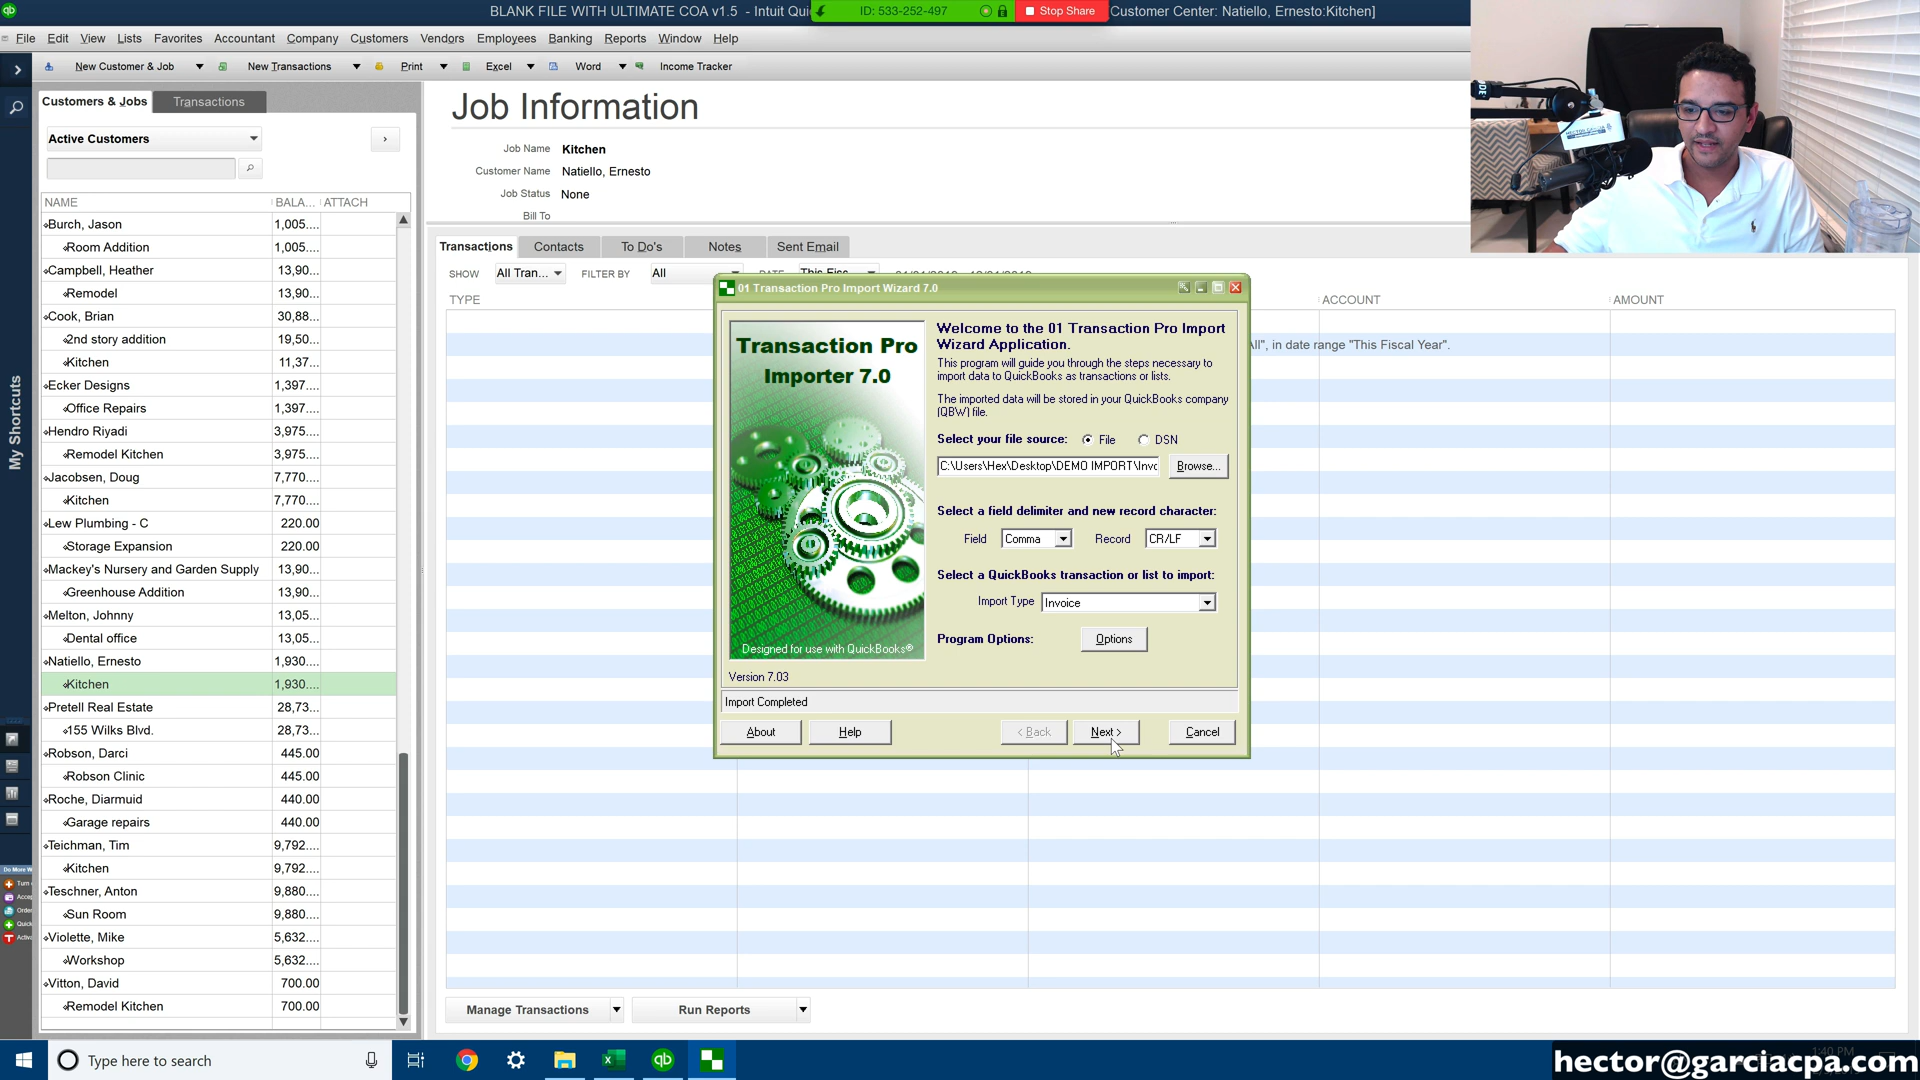 BLANK FILE WITH ULTIMATE COA v1.5 - Intuit Qui
ID: 533-252-497
Stop Share
Customer Center: Natiello, Ernesto:Kitchen]
File Edit View Lists Favorites Accountant Company Customers Vendors Employees Banking Reports Window Help
New Customer & Job New Transactions Print Excel Word Income Tracker
Customers & Jobs Transactions
Active Customers
NAME BALA... ATTACH
Burch, Jason 1,005....
Room Addition 1,005....
Campbell, Heather 13,90...
Remodel 13,90...
Cook, Brian 30,88...
2nd story addition 19,50...
Kitchen 11,37...
Ecker Designs 1,397....
Office Repairs 1,397....
Hendro Riyadi 3,975....
Remodel Kitchen 3,975....
Jacobsen, Doug 7,770....
Kitchen 7,770....
Lew Plumbing - C 220.00
Storage Expansion 220.00
Mackey's Nursery and Garden Supply 13,90...
Greenhouse Addition 13,90...
Melton, Johnny 13,05...
Dental office 13,05...
Natiello, Ernesto 1,930....
Kitchen 1,930....
Pretell Real Estate 28,73...
155 Wilks Blvd. 28,73...
Robson, Darci 445.00
Robson Clinic 445.00
Roche, Diarmuid 440.00
Garage repairs 440.00
Teichman, Tim 9,792....
Kitchen 9,792....
Teschner, Anton 9,880....
Sun Room 9,880....
Violette, Mike 5,632....
Workshop 5,632....
Vitton, David 700.00
Remodel Kitchen 700.00
My Shortcuts
Do More W
Turn
Acce
Orde
Quick
Activ
Job Information
Job Name Kitchen
Customer Name Natiello, Ernesto
Job Status None
Bill To
Transactions Contacts To Do's Notes Sent Email
SHOW All Tran... FILTER BY All DATE This Fisc...
TYPE ACCOUNT AMOUNT
All", in date range "This Fiscal Year".
01 Transaction Pro Import Wizard 7.0
Transaction Pro
Importer 7.0
Designed for use with QuickBooks®
Version 7.03
Welcome to the 01 Transaction Pro Import
Wizard Application.
This program will guide you through the steps necessary to
import data to QuickBooks as transactions or lists.
The imported data will be stored in your QuickBooks company
(QBW) file.
Select your file source: File DSN
C:\Users\Hex\Desktop\DEMO IMPORT\Invc Browse...
Select a field delimiter and new record character:
Field Comma Record CR/LF
Select a QuickBooks transaction or list to import:
Import Type Invoice
Program Options: Options
Import Completed
About Help < Back Next > Cancel
Manage Transactions Run Reports
Type here to search
1:40 PM
hector@garciacpa.com